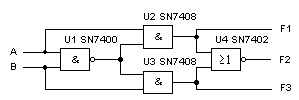 U2 SN7408
F1
U1 SN7400
&
U4 SN7402
A
&
≥1
F2
B
U3 SN7408
&
F3